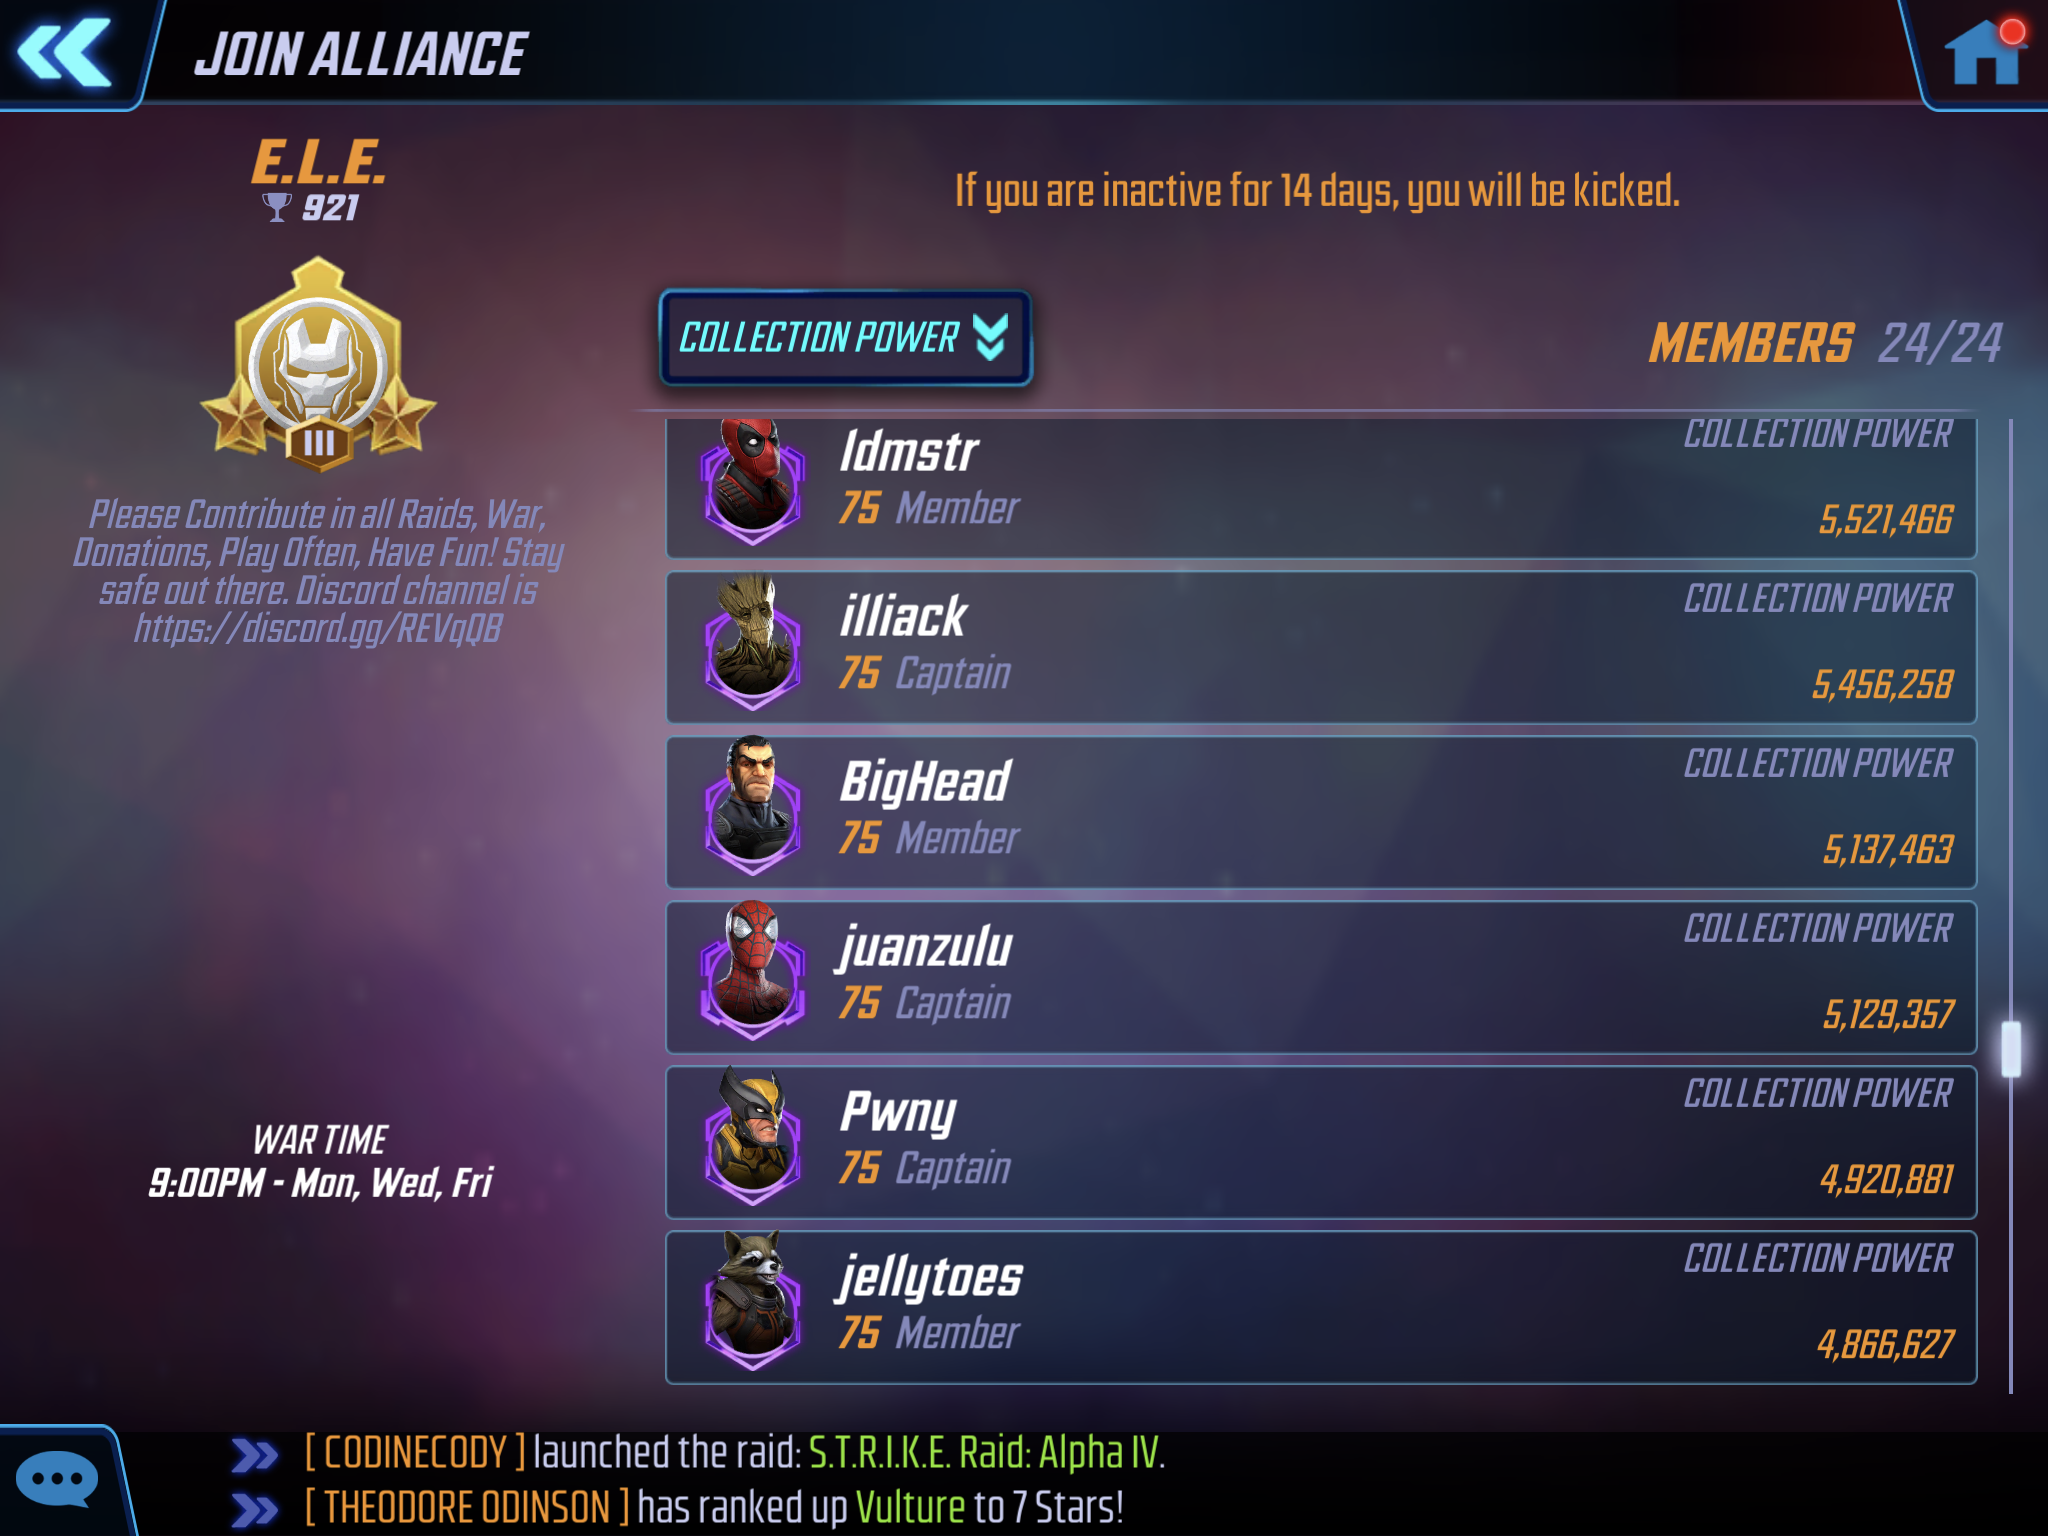 JOIN ALLIANCE
E.L.E.
921
III
Please Contribute in all Raids, War,
Donations, Play Often, Have Fun! Stay
safe out there. Discord channel is
https://discord.gg/REVqQB
WAR TIME
9:00PM - Mon, Wed, Fri
If you are inactive for 14 days, you will be kicked.
COLLECTION POWER
MEMBERS 24/24
ldmstr
75 Member
COLLECTION POWER
5,521,466
illiack
75 Captain
COLLECTION POWER
5,456,258
BigHead
75 Member
COLLECTION POWER
5,137,463
juanzulu
75 Captain
COLLECTION POWER
5,129,357
Pwny
75 Captain
COLLECTION POWER
4,920,881
jellytoes
75 Member
COLLECTION POWER
4,866,627
[ CODINECODY ] launched the raid: S.T.R.I.K.E. Raid: Alpha IV.
[ THEODORE ODINSON ] has ranked up Vulture to 7 Stars!